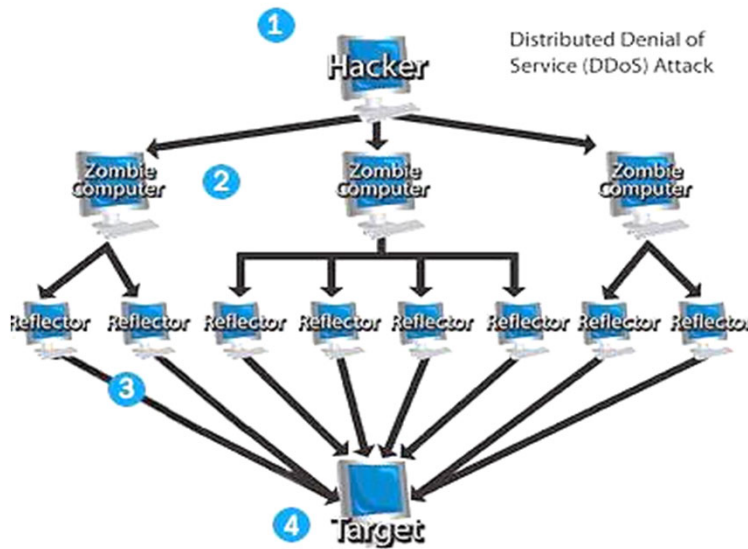 1
Hacker
Distributed Denial of
Service (DDoS) Attack
Zombie
Computer
2
Zombie
Computer
Zombie
Computer
Reflector
Reflector
Reflector
Reflector
Reflector
Reflector
Reflector
Reflector
3
4
Target